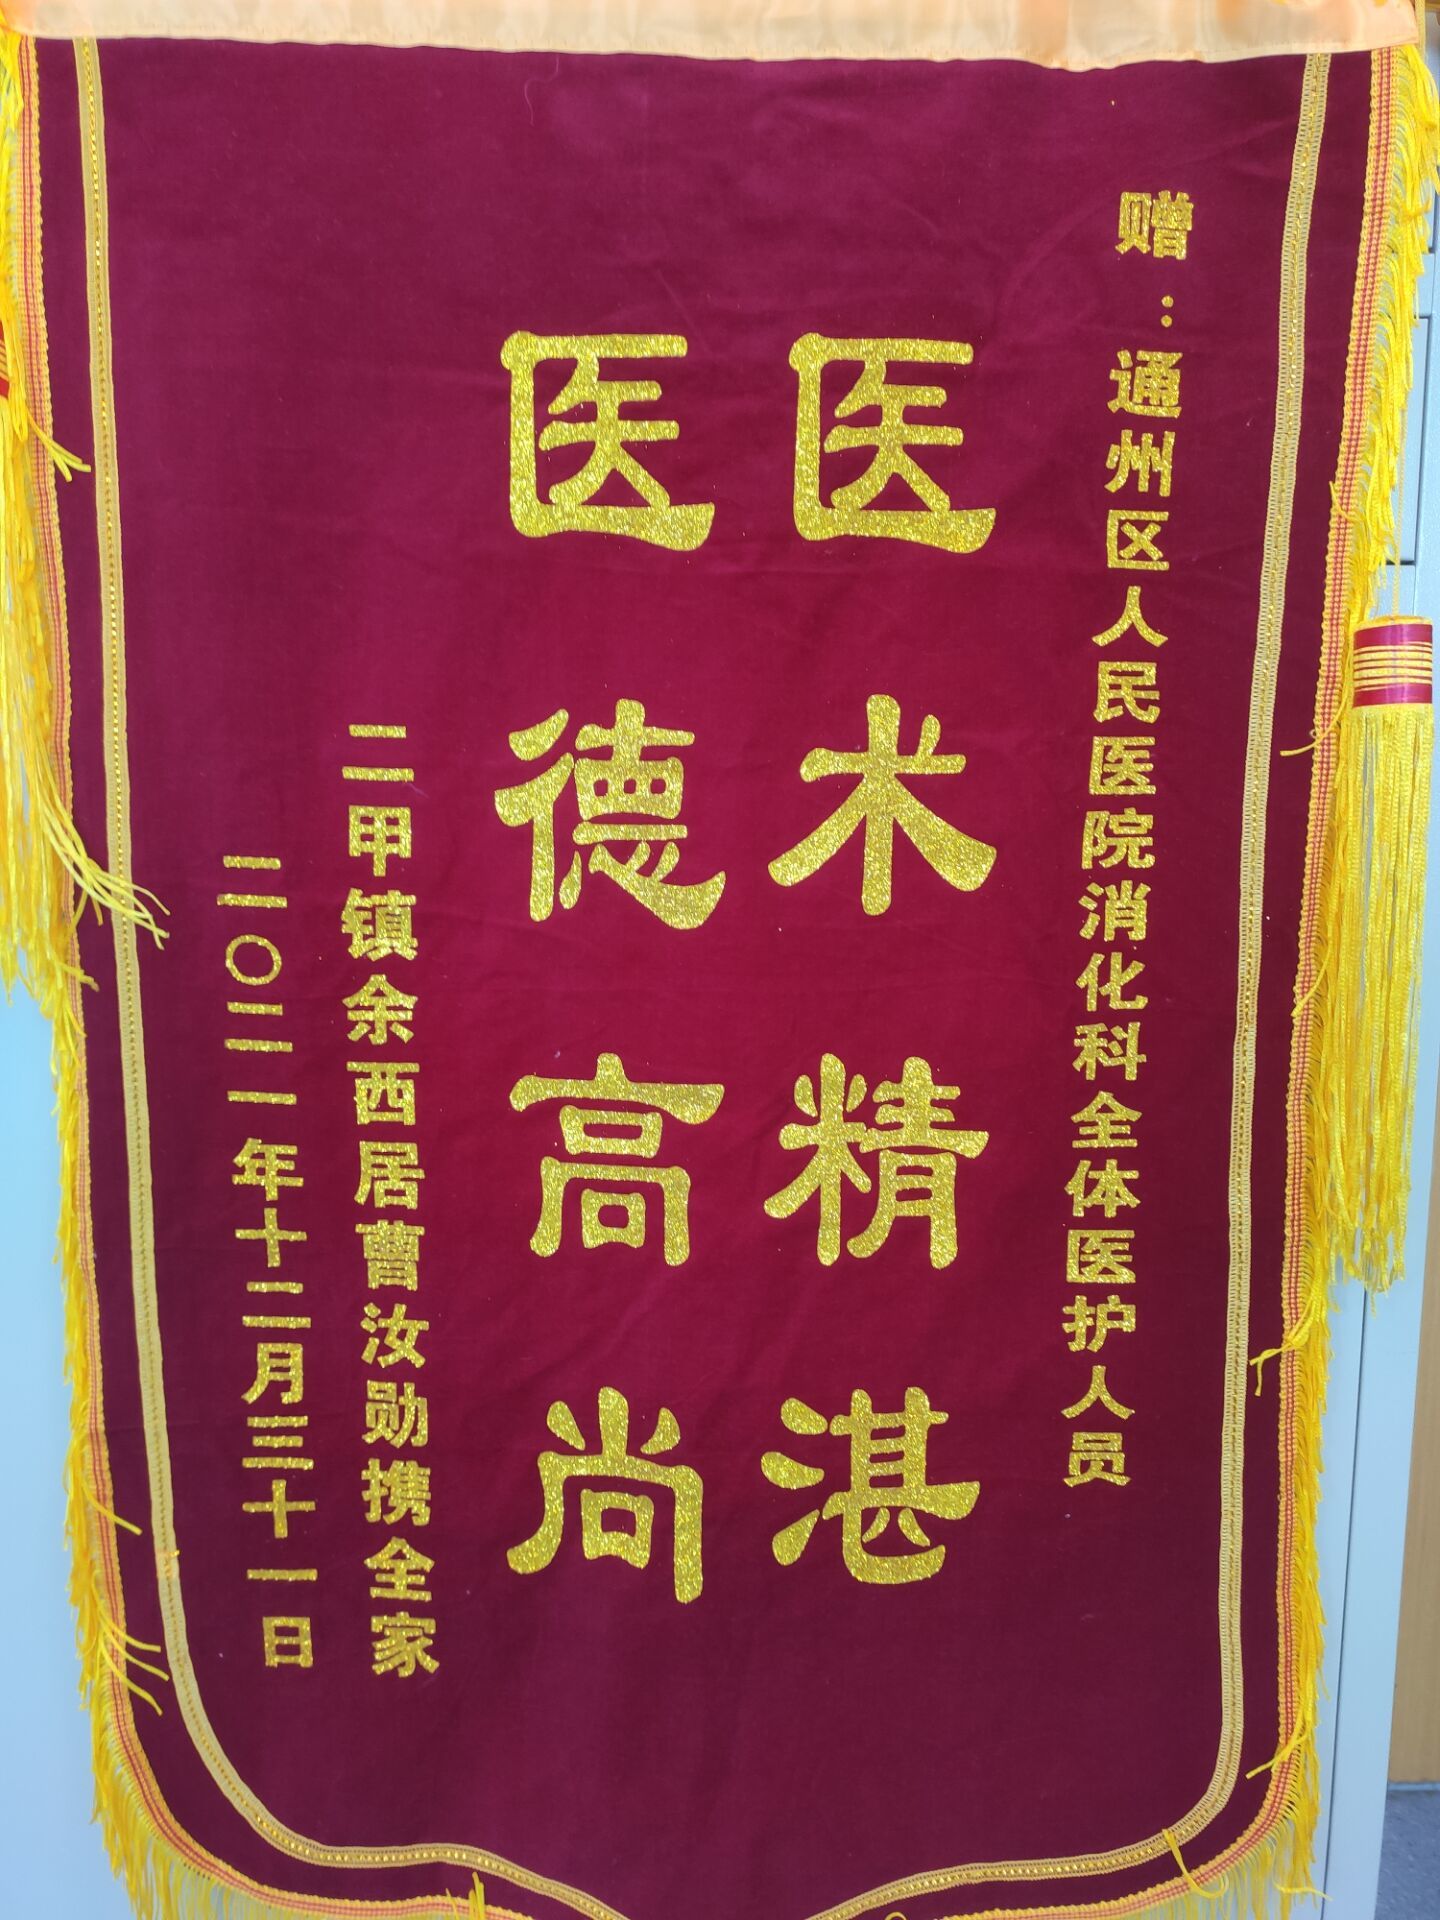 赠：通州区人民医院消化科全体医护人员
医术精湛
医德高尚
二甲镇余西居曹汝勋携全家
二〇二一年十二月三十一日